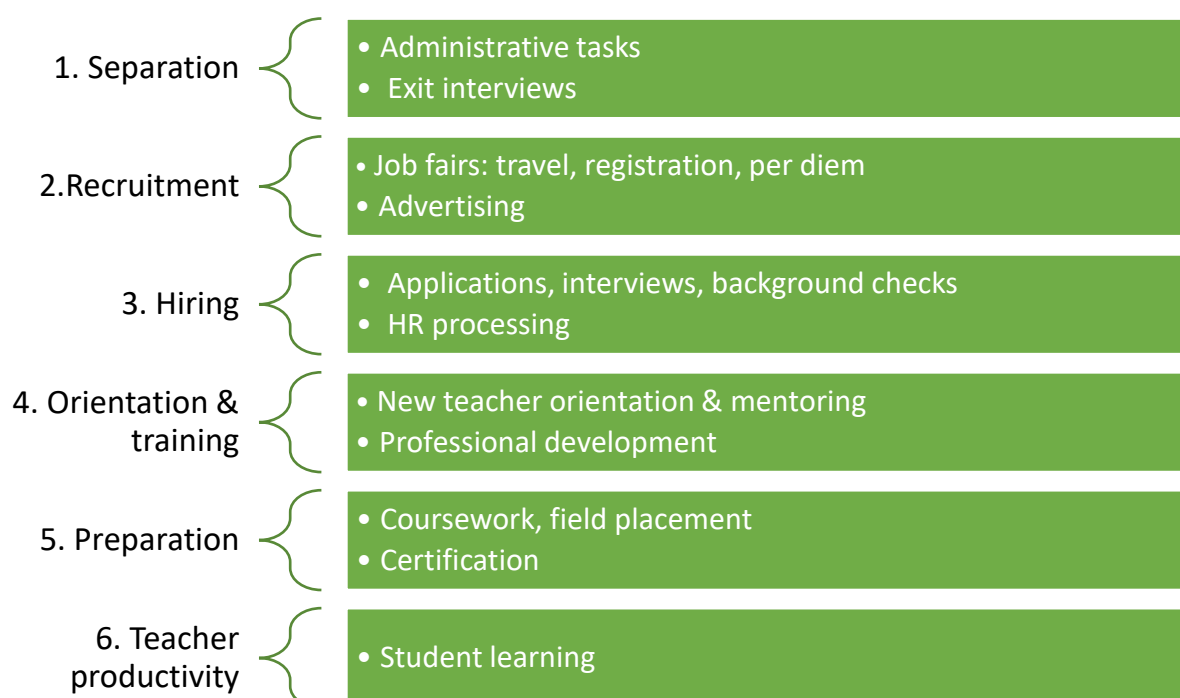 1. Separation
• Administrative tasks
• Exit interviews
2.Recruitment
• Job fairs: travel, registration, per diem
• Advertising
3. Hiring
• Applications, interviews, background checks
• HR processing
4. Orientation &
training
• New teacher orientation & mentoring
• Professional development
5. Preparation
• Coursework, field placement
• Certification
6. Teacher
productivity
• Student learning